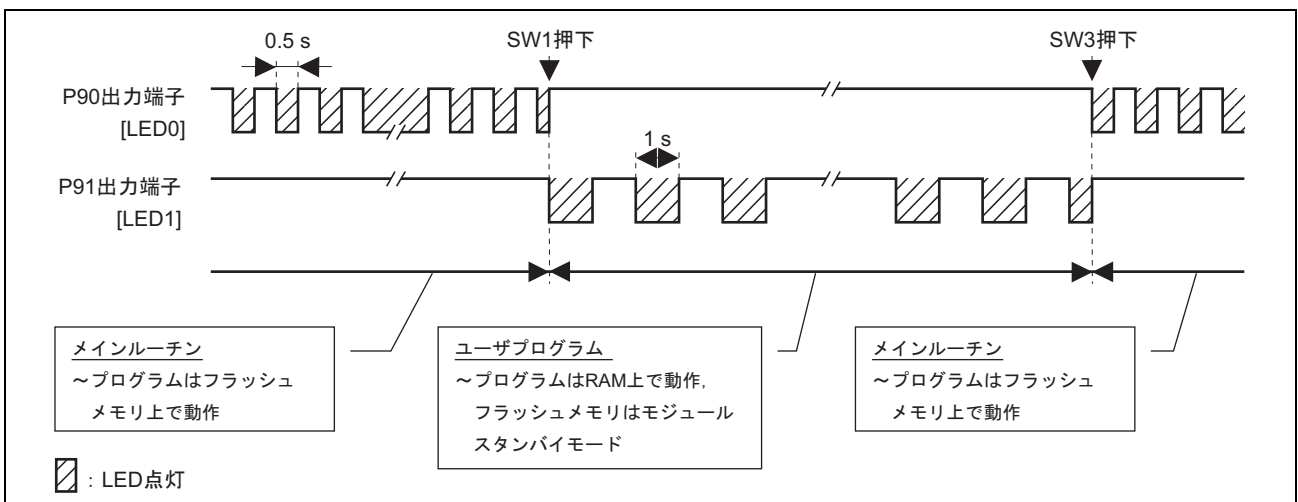 0.5 s
SW1押下
SW3押下
P90出力端子
[LED0]
1 s
P91出力端子
[LED1]
メインルーチン
～プログラムはフラッシュ
メモリ上で動作
ユーザプログラム
～プログラムはRAM上で動作,
フラッシュメモリはモジュール
スタンバイモード
メインルーチン
～プログラムはフラッシュ
メモリ上で動作
: LED点灯